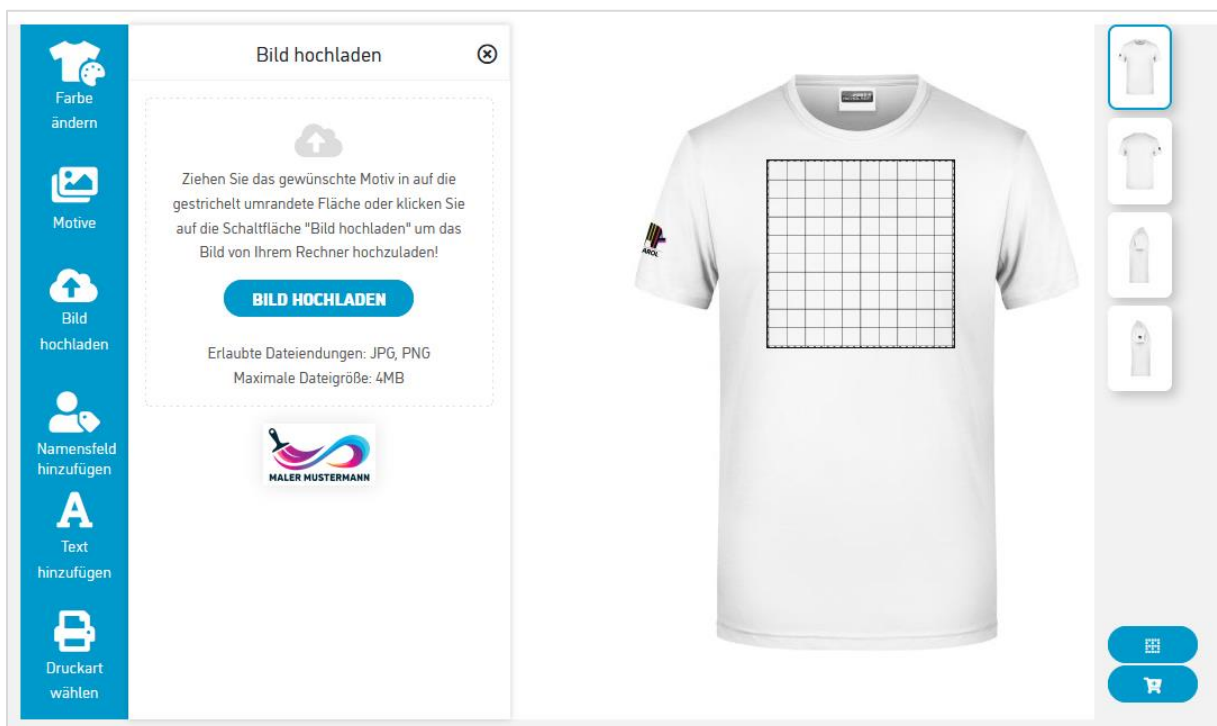 Farbe
ändern
Motive
Bild
hochladen
Namensfeld
hinzufügen
Text
hinzufügen
Druckart
wählen
Bild hochladen
Ziehen Sie das gewünschte Motiv in auf die
gestrichelt umrandete Fläche oder klicken Sie
auf die Schaltfläche "Bild hochladen" um das
Bild von Ihrem Rechner hochzuladen!
BILD HOCHLADEN
Erlaubte Dateiendungen: JPG, PNG
Maximale Dateigröße: 4MB
MALER MUSTERMANN
AROL